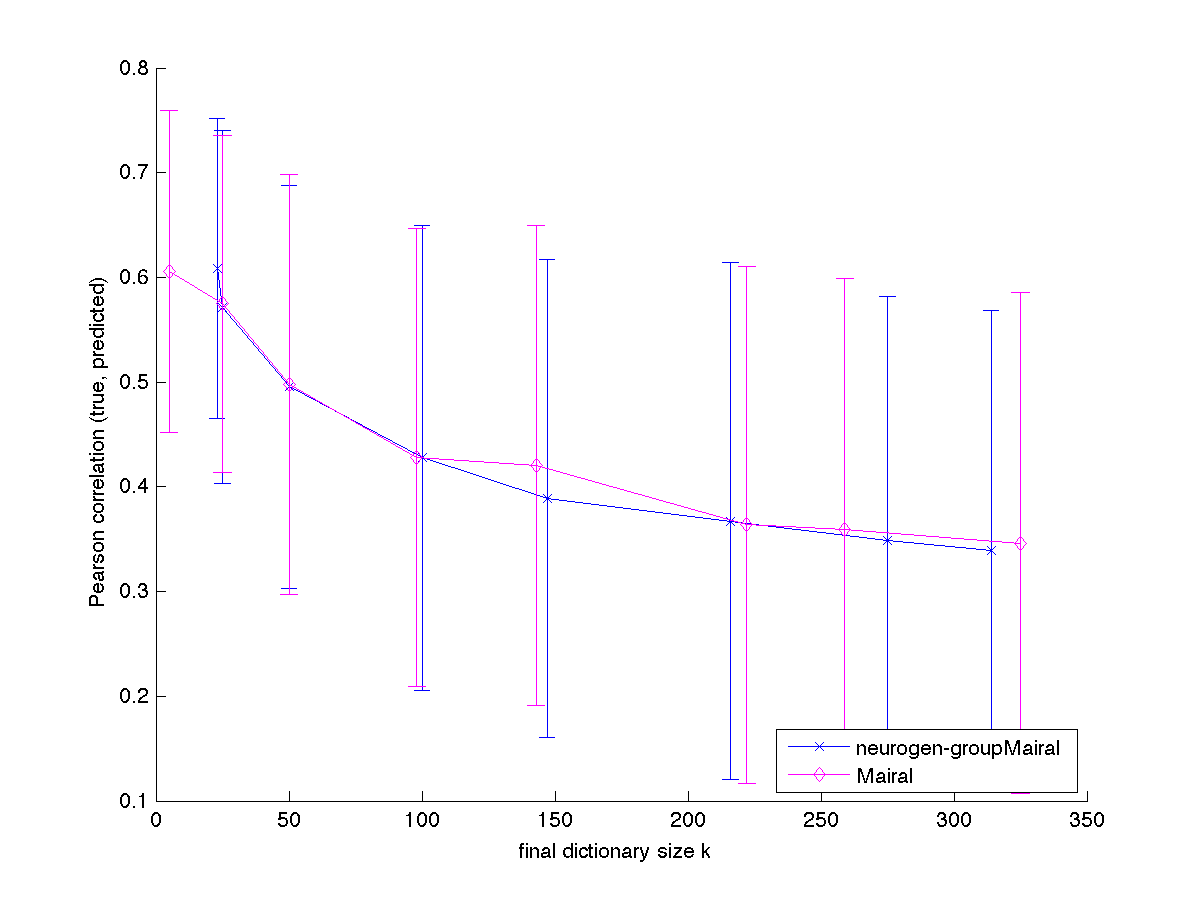 0.8
0.7
0.6
0.5
0.4
0.3
0.2
0.1
Pearson correlation (true, predicted)
neurogen-groupMairal
Mairal
0 50 100 150 200 250 300 350
final dictionary size k